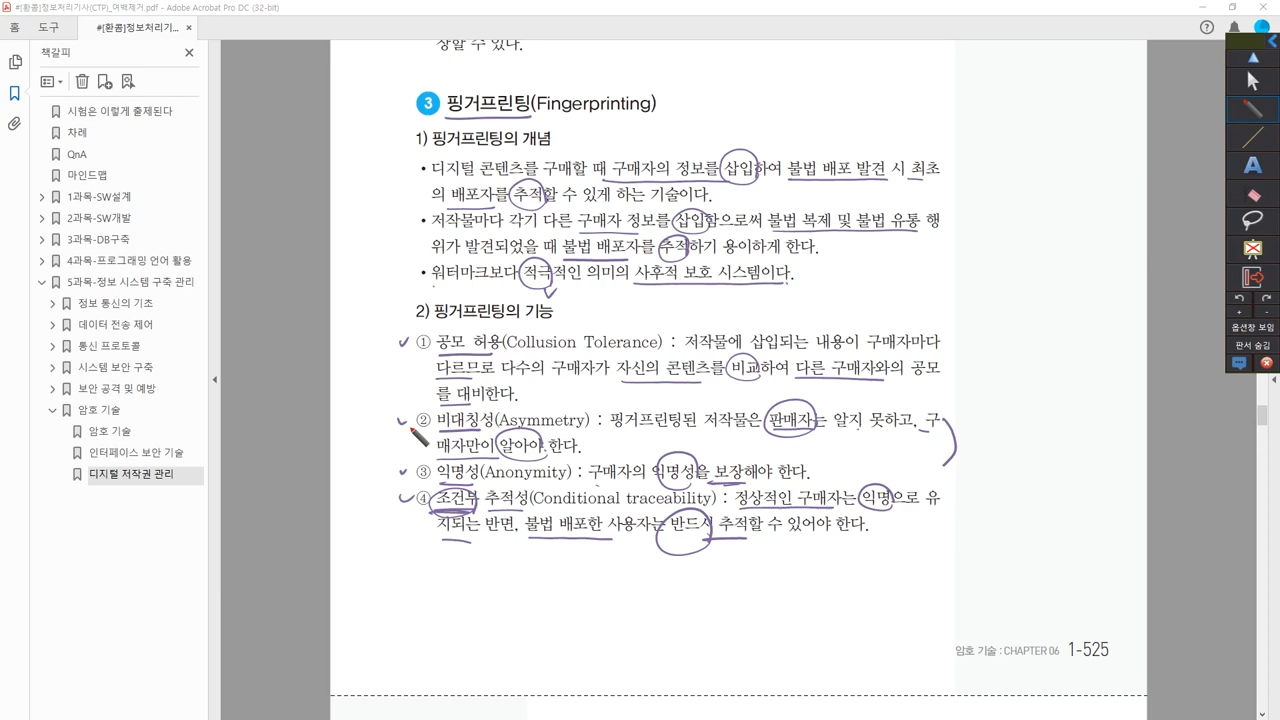 #[환콤]정보처리기사(CTP)_여백제거.pdf - Adobe Acrobat Pro DC (32-bit)
홈 도구 #[환콤]정보처리기... ×
책갈피
시험은 이렇게 출제된다
차례
QnA
마인드맵
1과목-SW설계
2과목-SW개발
3과목-DB구축
4과목-프로그래밍 언어 활용
5과목-정보 시스템 구축 관리
정보 통신의 기초
데이터 전송 제어
통신 프로토콜
시스템 보안 구축
보안 공격 및 예방
암호 기술
암호 기술
인터페이스 보안 기술
디지털 저작권 관리
장할 수 있다.
3 핑거프린팅(Fingerprinting)
1) 핑거프린팅의 개념
• 디지털 콘텐츠를 구매할 때 구매자의 정보를 삽입하여 불법 배포 발견 시 최초
의 배포자를 추적할 수 있게 하는 기술이다.
• 저작물마다 각기 다른 구매자 정보를 삽입함으로써 불법 복제 및 불법 유통 행
위가 발견되었을 때 불법 배포자를 추적하기 용이하게 한다.
• 워터마크보다 적극적인 의미의 사후적 보호 시스템이다.
2) 핑거프린팅의 기능
① 공모 허용(Collusion Tolerance) : 저작물에 삽입되는 내용이 구매자마다
다르므로 다수의 구매자가 자신의 콘텐츠를 비교하여 다른 구매자와의 공모
를 대비한다.
② 비대칭성(Asymmetry) : 핑거프린팅된 저작물은 판매자는 알지 못하고, 구
매자만이 알아야 한다.
③ 익명성(Anonymity) : 구매자의 익명성을 보장해야 한다.
④ 조건부 추적성(Conditional traceability) : 정상적인 구매자는 익명으로 유
지되는 반면, 불법 배포한 사용자는 반드시 추적할 수 있어야 한다.
암호 기술 : CHAPTER 06 1-525
A
옵션창 보임
판서 숨김